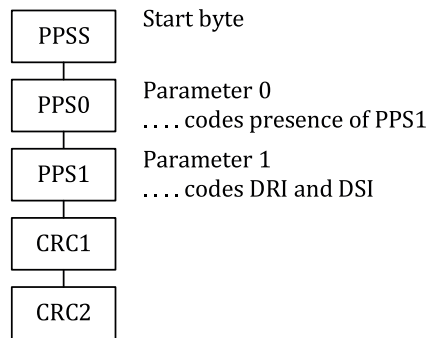 PPSS Start byte
PPS0 Parameter 0
. . . . codes presence of PPS1
PPS1 Parameter 1
. . . . codes DRI and DSI
CRC1
CRC2